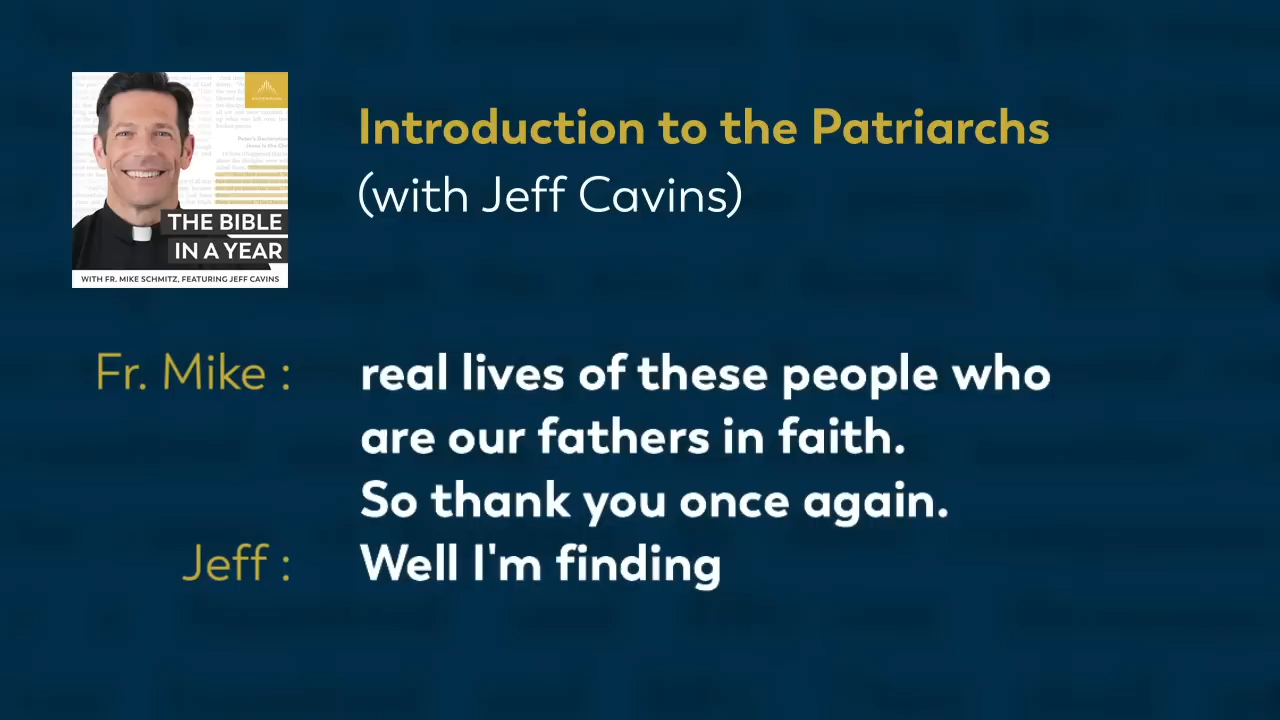 Introduction to the Patriarchs
(with Jeff Cavins)
THE BIBLE
IN A YEAR
WITH FR. MIKE SCHMITZ, FEATURING JEFF CAVINS
Fr. Mike : real lives of these people who
are our fathers in faith.
So thank you once again.
Jeff : Well I'm finding